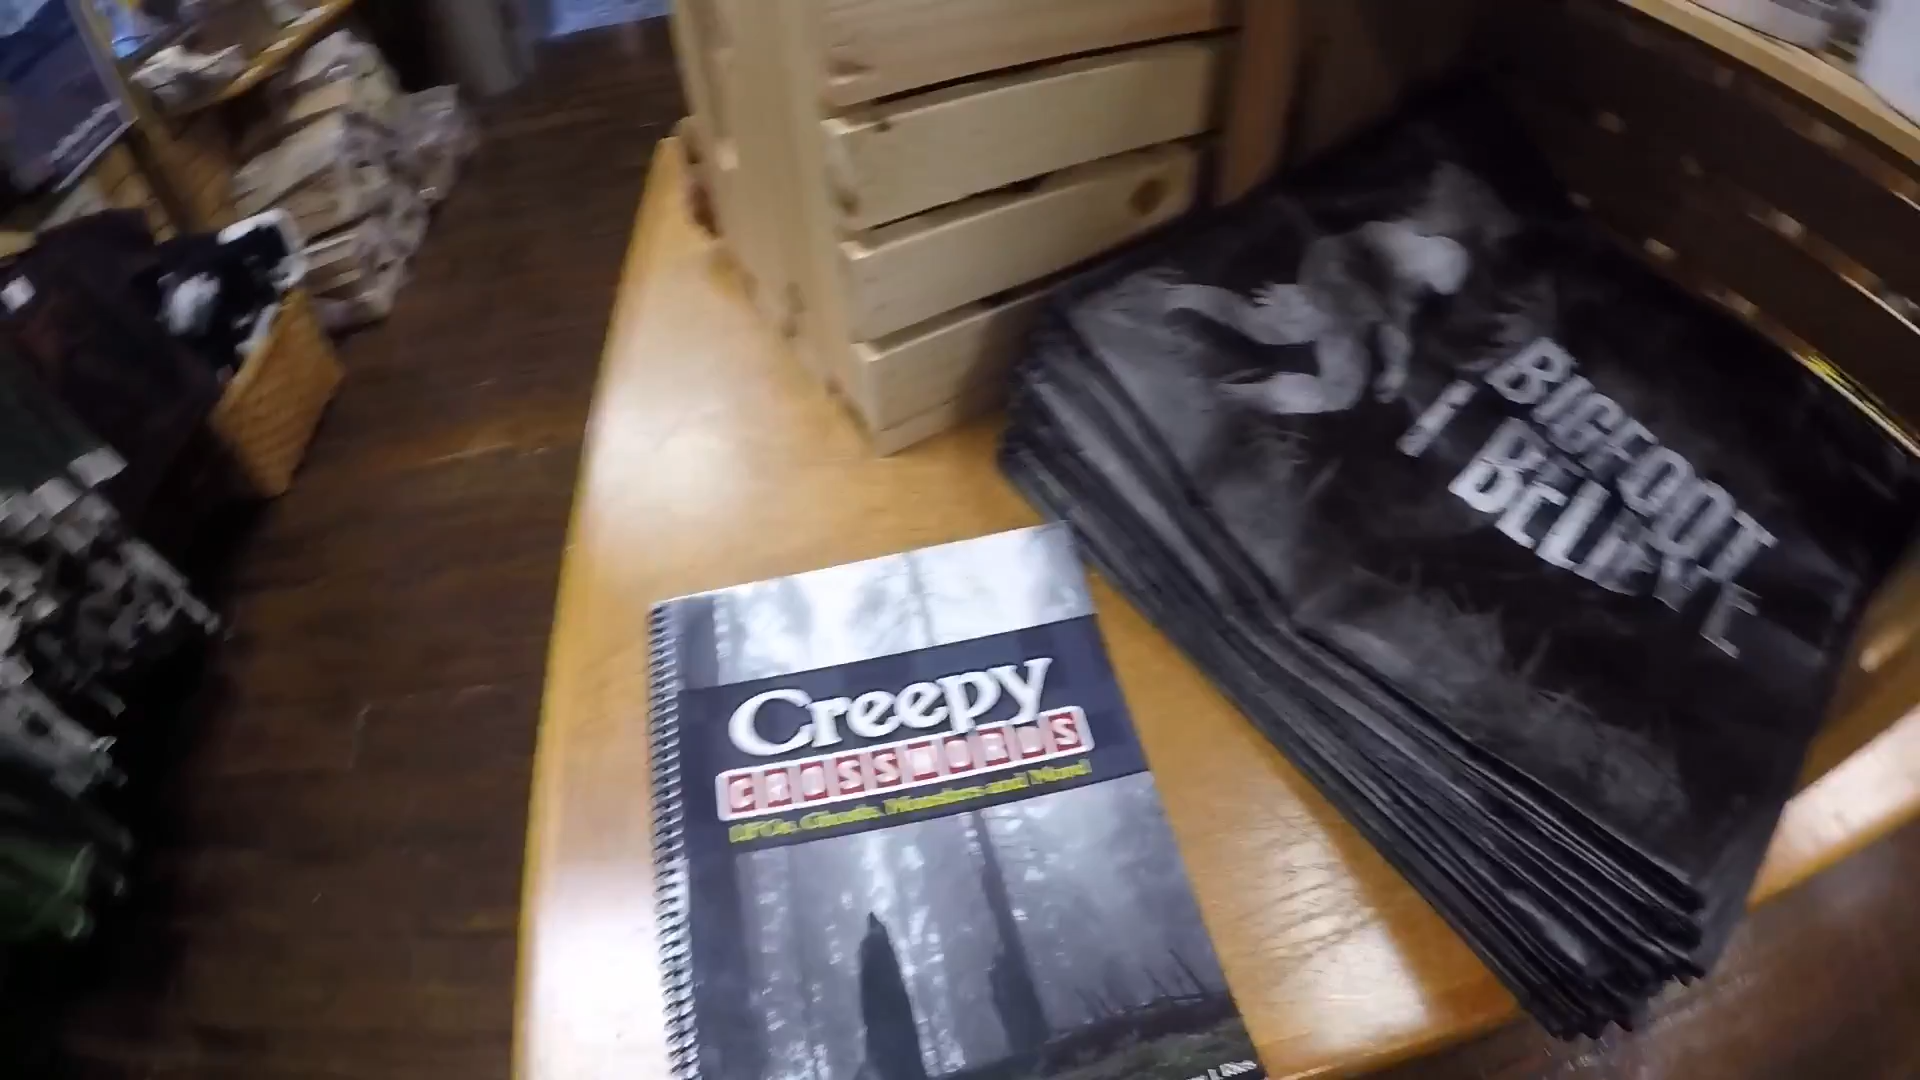 Creepy
CROSSWORDS
UFOs, Ghosts, Monsters and More!
BIGFOOT
I BELIEVE